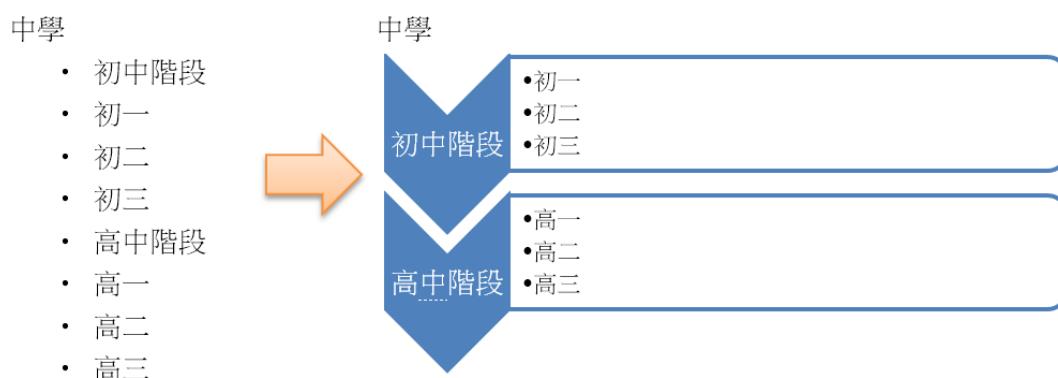 中學
• 初中階段
• 初一
• 初二
• 初三
• 高中階段
• 高一
• 高二
• 高三
中學
初中階段
•初一
•初二
•初三
高中階段
•高一
•高二
•高三